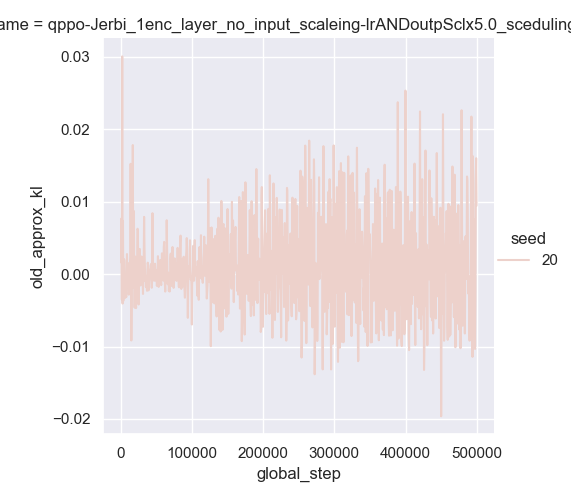 ame = qppo-Jerbi_1enc_layer_no_input_scaleing-lrANDoutpSclx5.0_sceduling
0.03
0.02
0.01
0.00
−0.01
−0.02
old_approx_kl
0 100000 200000 300000 400000 500000
global_step
seed
20